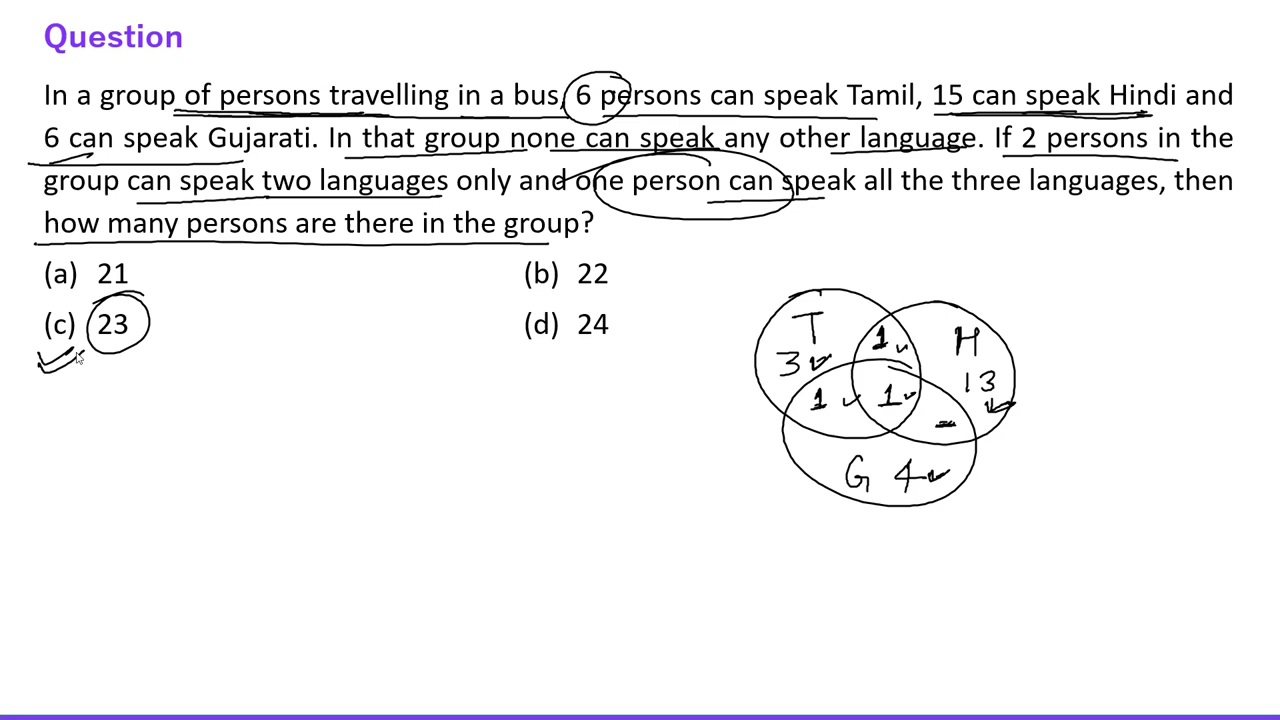 Question
In a group of persons travelling in a bus, 6 persons can speak Tamil, 15 can speak Hindi and
6 can speak Gujarati. In that group none can speak any other language. If 2 persons in the
group can speak two languages only and one person can speak all the three languages, then
how many persons are there in the group?
(a) 21 (b) 22
(c) 23 (d) 24
T 1 H
3 13
1 1 -
G 4